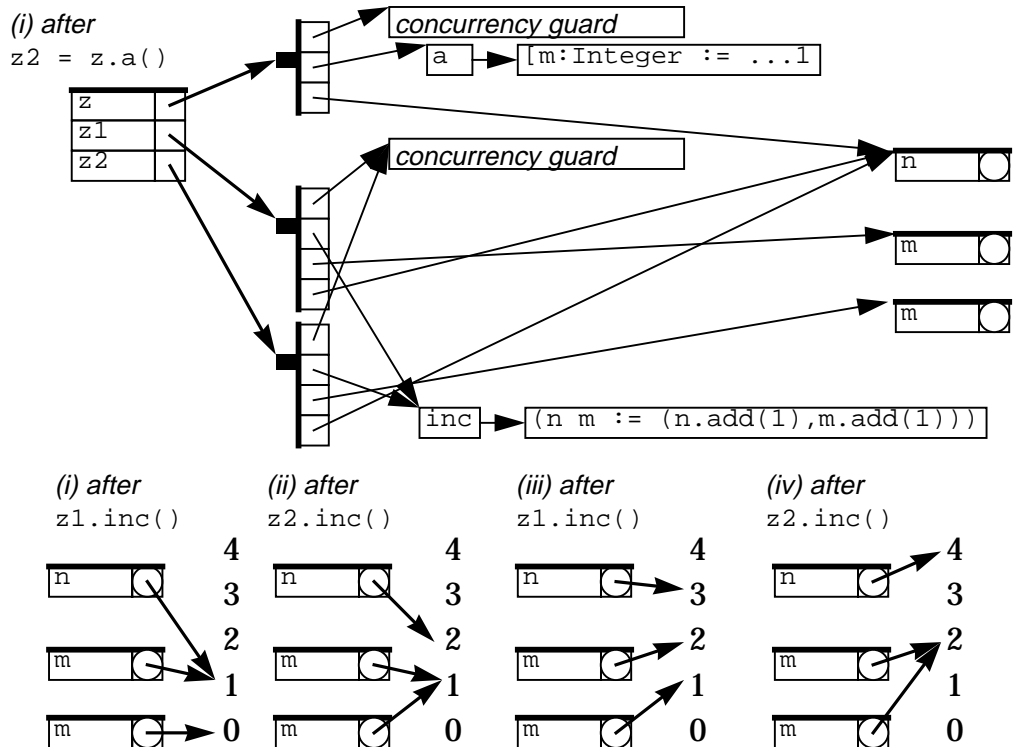 (i) after
z2 = z.a()
concurrency guard
a
[m:Integer := ...1
z
z1
z2
concurrency guard
n
m
m
inc
(n m := (n.add(1),m.add(1)))
(i) after
z1.inc()
(ii) after
z2.inc()
(iii) after
z1.inc()
(iv) after
z2.inc()
4 4 4 4
n n n n
3 3 3 3
2 2 2 2
m m m m
1 1 1 1
m 0 m 0 m 0 m 0